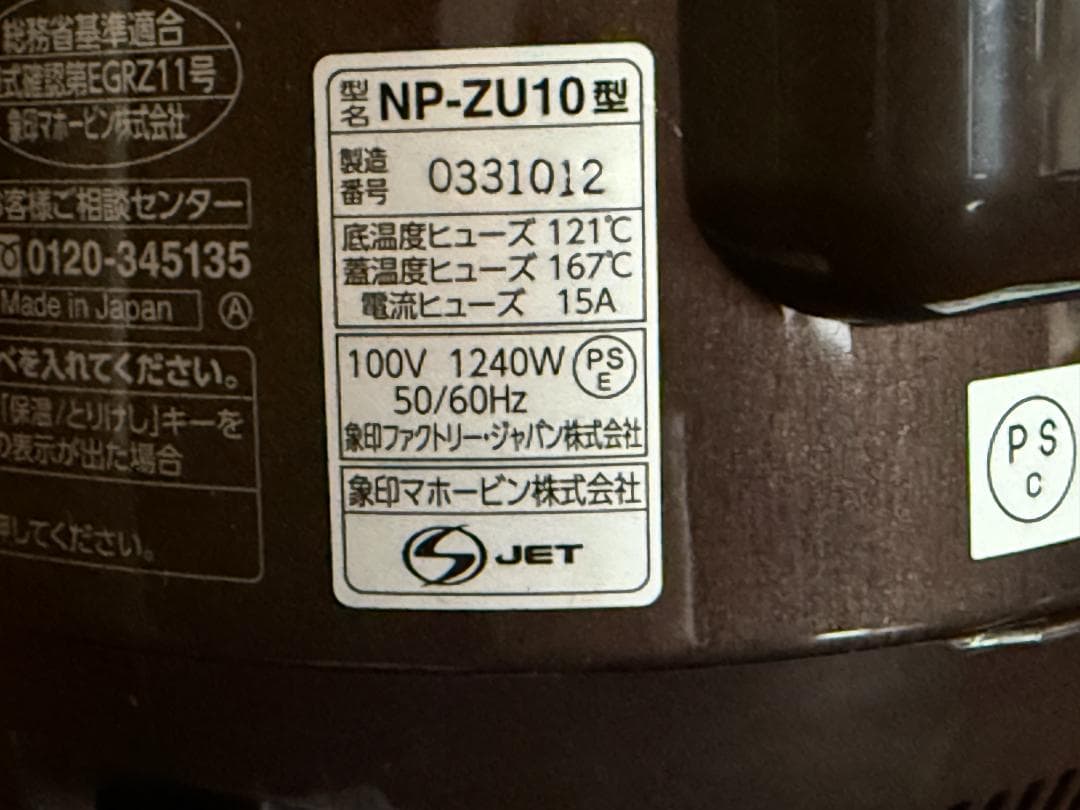 総務省基準適合
式確認第EGRZ11号
象印マホービン株式会社
客様ご相談センター
0120-345135
Made in Japan A
べを入れてください。
「保温/とりけし」キーを
の表示が出た場合
押してください。
型名 NP-ZU10型
製造番号 0331012
底温度ヒューズ 121℃
蓋温度ヒューズ 167℃
電流ヒューズ 15A
100V 1240W PSE
50/60Hz
象印ファクトリー・ジャパン株式会社
象印マホービン株式会社
JET
PS
C